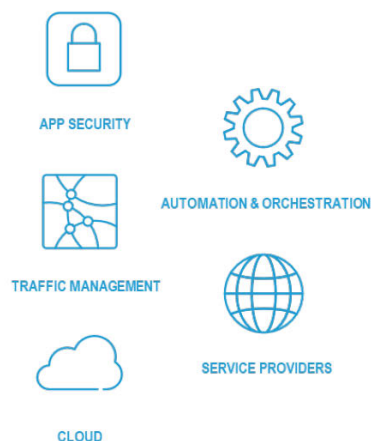 APP SECURITY
AUTOMATION & ORCHESTRATION
TRAFFIC MANAGEMENT
SERVICE PROVIDERS
CLOUD